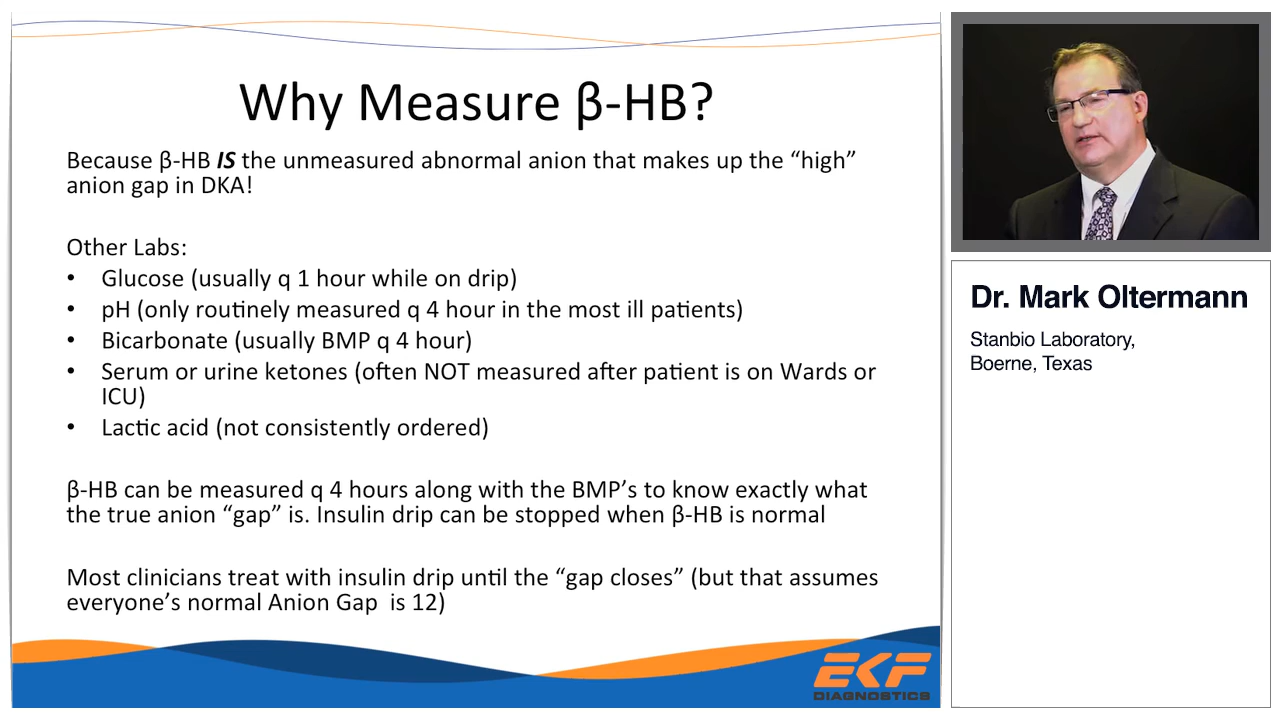 Why Measure β-HB?
Because β-HB IS the unmeasured abnormal anion that makes up the “high”
anion gap in DKA!
Other Labs:
• Glucose (usually q 1 hour while on drip)
• pH (only routinely measured q 4 hour in the most ill patients)
• Bicarbonate (usually BMP q 4 hour)
• Serum or urine ketones (often NOT measured after patient is on Wards or
ICU)
• Lactic acid (not consistently ordered)
β-HB can be measured q 4 hours along with the BMP’s to know exactly what
the true anion “gap” is. Insulin drip can be stopped when β-HB is normal
Most clinicians treat with insulin drip until the “gap closes” (but that assumes
everyone’s normal Anion Gap  is 12)
EKF
DIAGNOSTICS
Dr. Mark Oltermann
Stanbio Laboratory,
Boerne, Texas